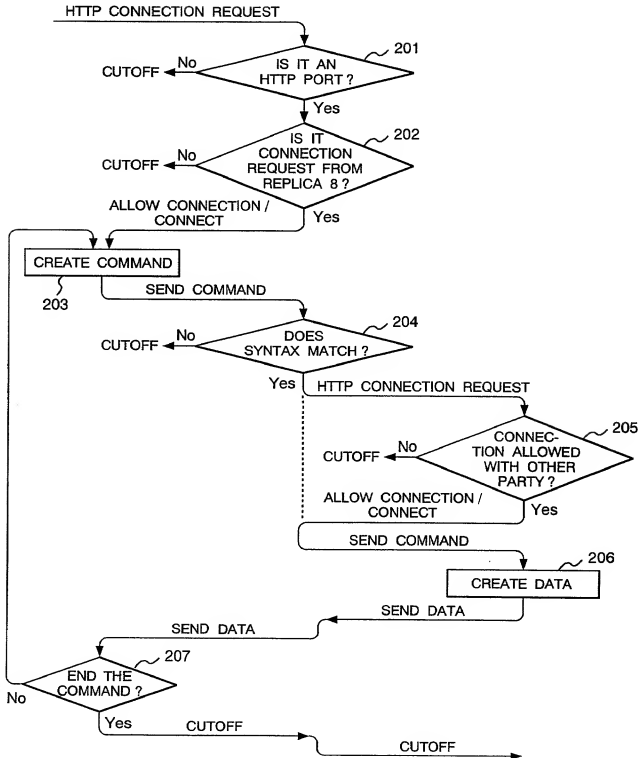 HTTP CONNECTION REQUEST
201
IS IT AN
HTTP PORT ?
No
CUTOFF
Yes
202
IS IT
CONNECTION
REQUEST FROM
REPLICA 8 ?
No
CUTOFF
Yes
ALLOW CONNECTION /
CONNECT
CREATE COMMAND
203
SEND COMMAND
204
DOES
SYNTAX MATCH ?
No
CUTOFF
Yes
HTTP CONNECTION REQUEST
205
CONNEC-
TION ALLOWED
WITH OTHER
PARTY ?
No
CUTOFF
Yes
ALLOW CONNECTION /
CONNECT
SEND COMMAND
206
CREATE DATA
SEND DATA
SEND DATA
207
END THE
COMMAND ?
No
Yes
CUTOFF
CUTOFF